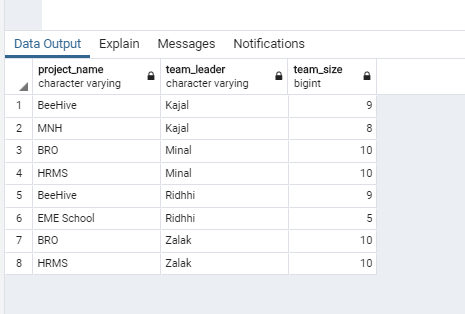 Data Output Explain Messages Notifications
project_name team_leader team_size
character varying character varying bigint
1 BeeHive Kajal 9
2 MNH Kajal 8
3 BRO Minal 10
4 HRMS Minal 10
5 BeeHive Ridhhi 9
6 EME School Ridhhi 5
7 BRO Zalak 10
8 HRMS Zalak 10